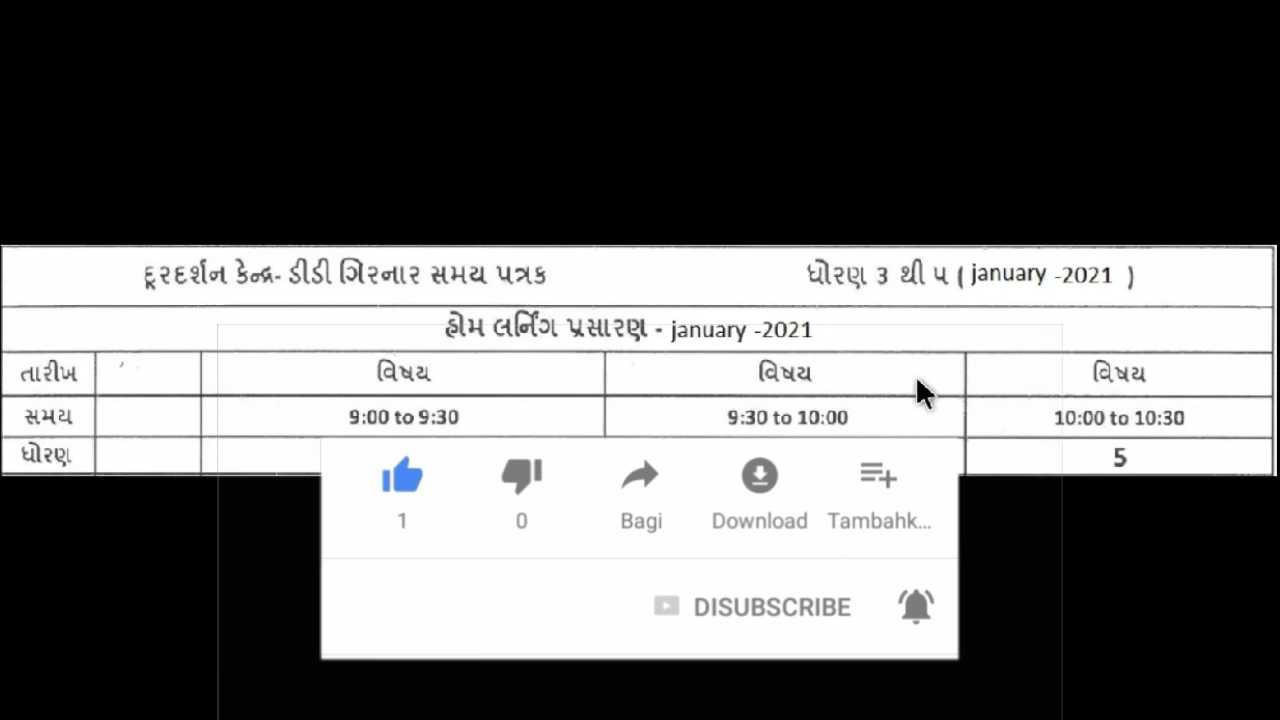 દૂરદર્શન કેન્દ્ર- ડીડી ગિરનાર સમય પત્રક ધોરણ 3 થી ૫ ( january -2021 )
હોમ લર્નિંગ પ્રસારણ - january -2021
તારીખ વિષય વિષય વિષય
સમય 9:00 to 9:30 9:30 to 10:00 10:00 to 10:30
ધોરણ 5
1 0 Bagi Download Tambahk...
DISUBSCRIBE